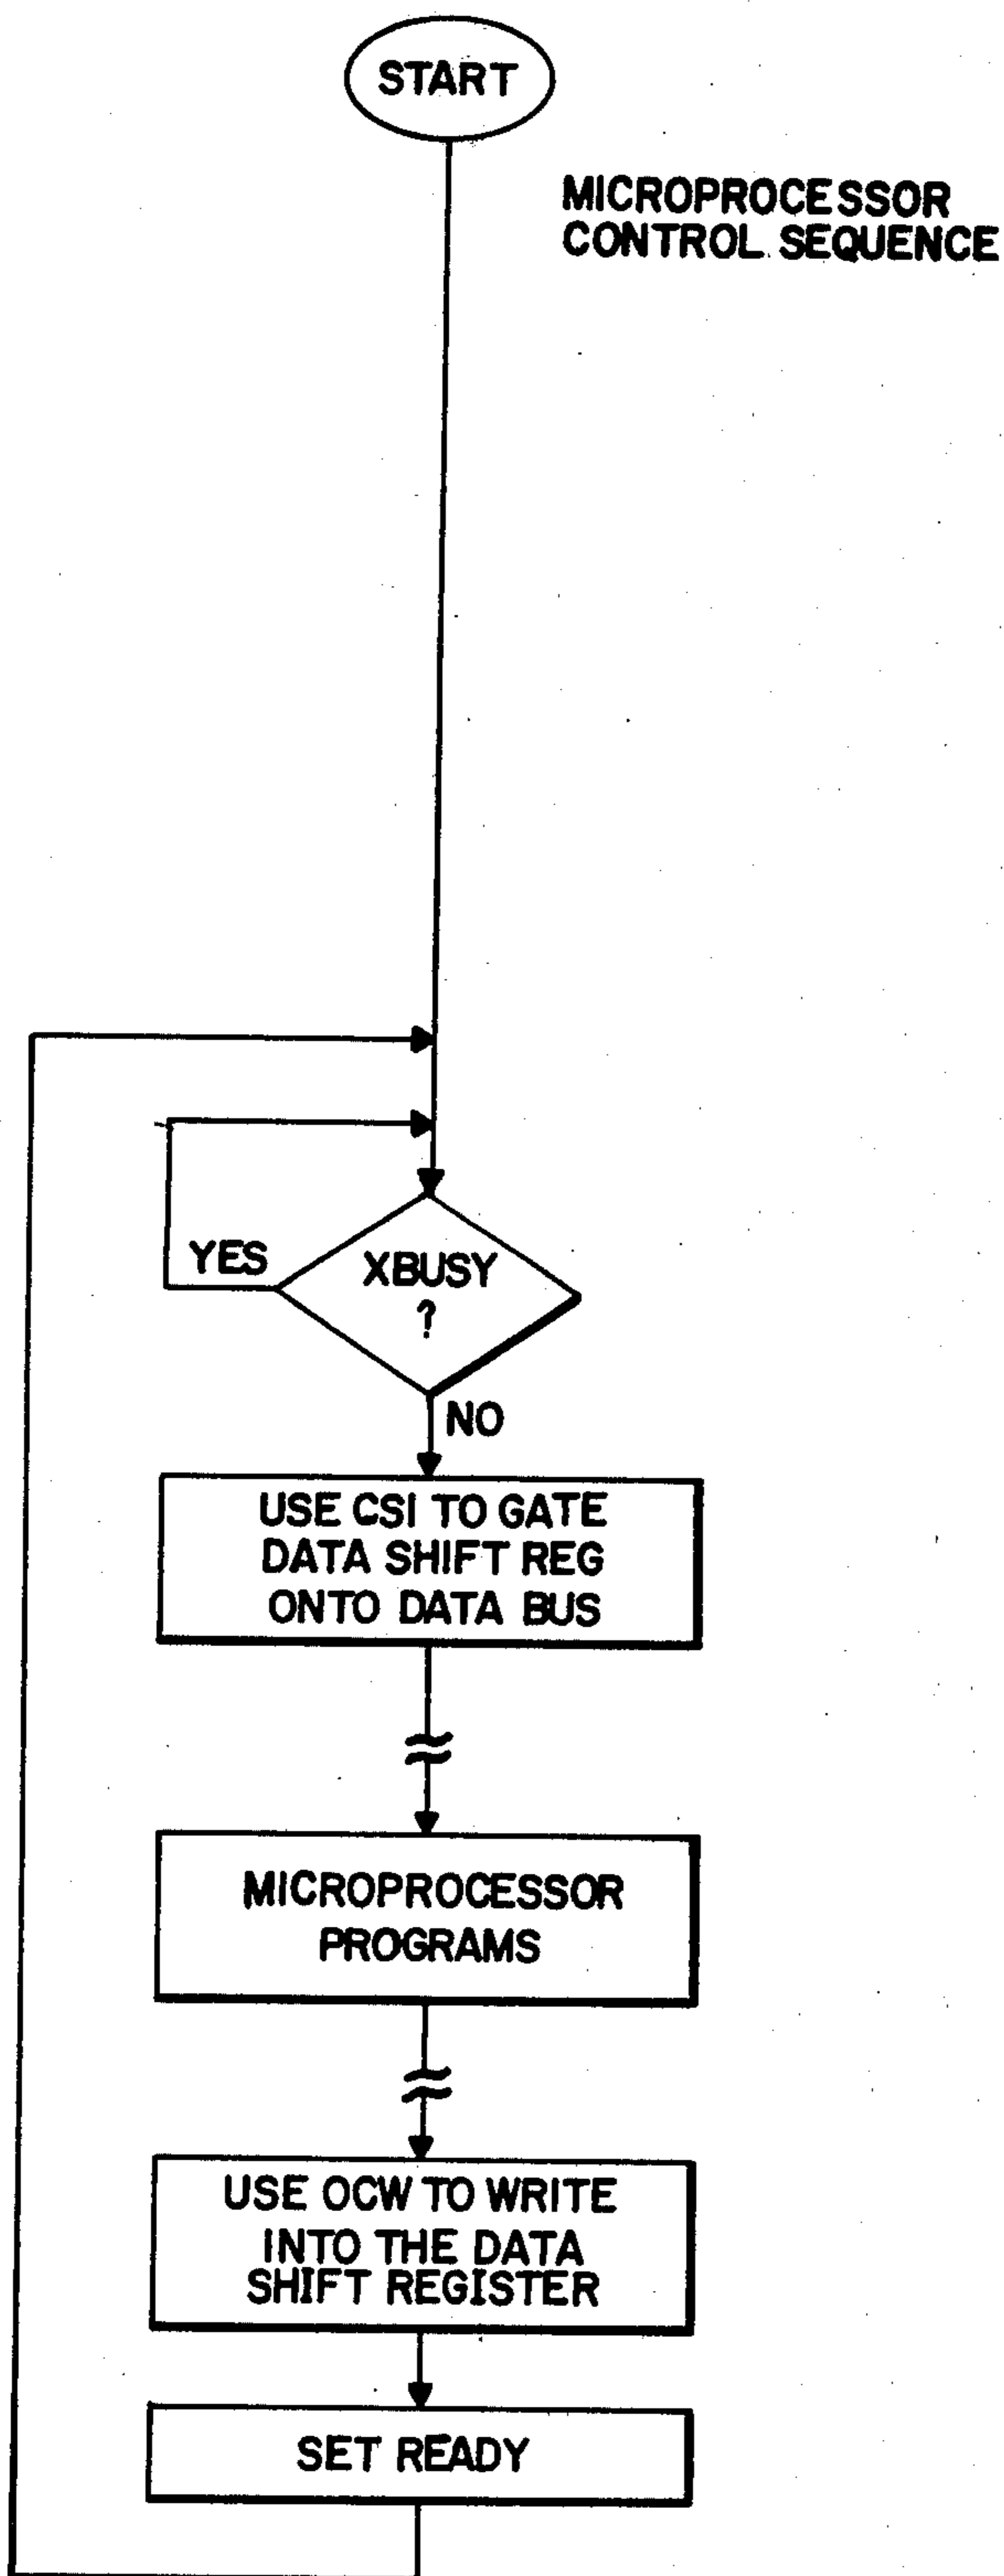 START
MICROPROCESSOR
CONTROL SEQUENCE
YES
XBUSY
?
NO
USE CSI TO GATE
DATA SHIFT REG
ONTO DATA BUS
MICROPROCESSOR
PROGRAMS
USE OCW TO WRITE
INTO THE DATA
SHIFT REGISTER
SET READY